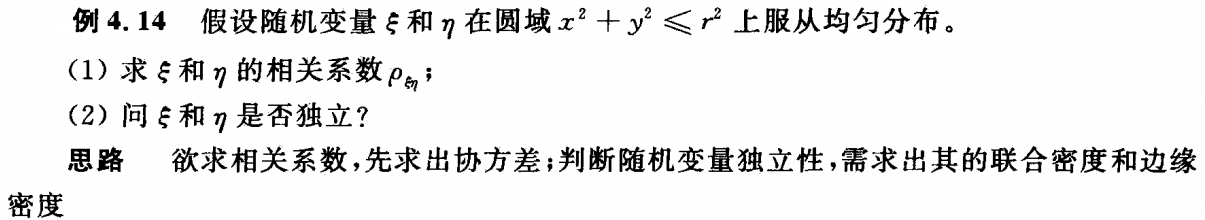 例 4.14 假设随机变量 ξ 和 η 在圆域 x² + y² ≤ r² 上服从均匀分布。
(1) 求 ξ 和 η 的相关系数 ρ_ξη；
(2) 问 ξ 和 η 是否独立？
思路 欲求相关系数，先求出协方差；判断随机变量独立性，需求出其的联合密度和边缘
密度